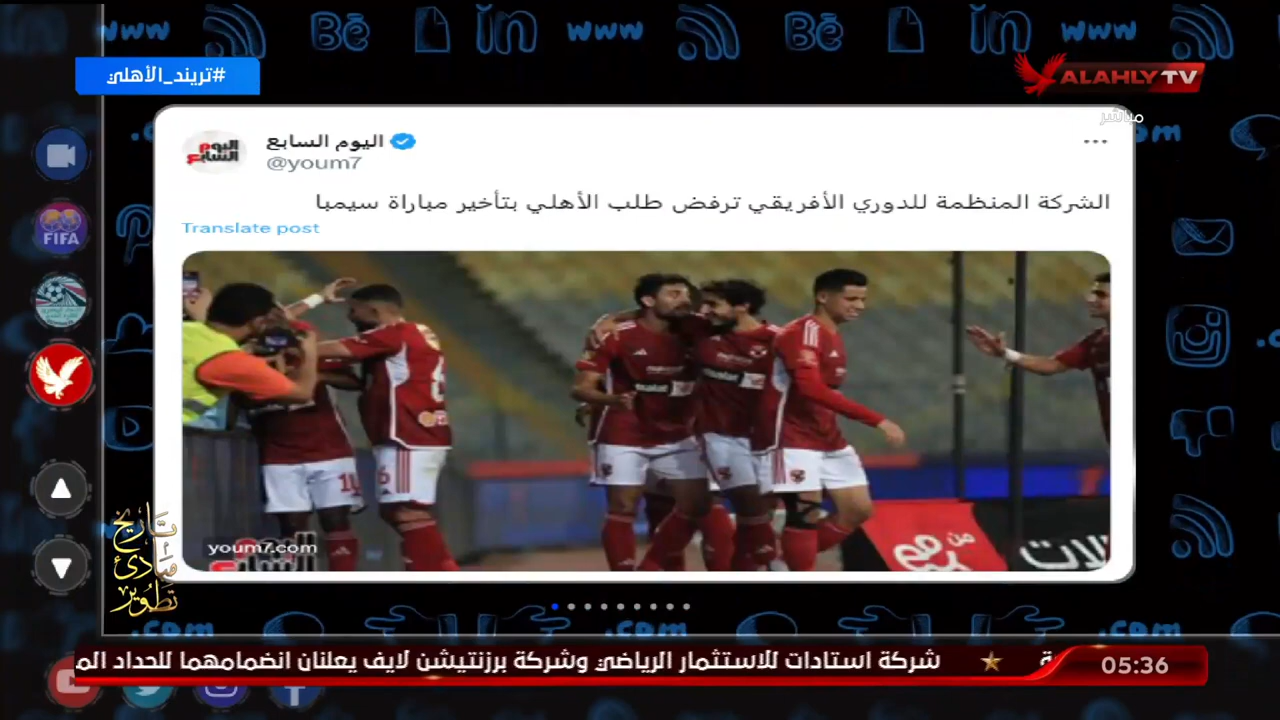 #تريند_الأهلي
ALAHLY TV
مباشر
اليوم السابع
@youm7
الشركة المنظمة للدوري الأفريقي ترفض طلب الأهلي بتأخير مباراة سيمبا
Translate post
FIFA
youm7.com
تاريخ
مبادئ
تطوير
شركة استادات للاستثمار الرياضي وشركة برزنتيشن لايف يعلنان انضمامهما للحداد
05:36